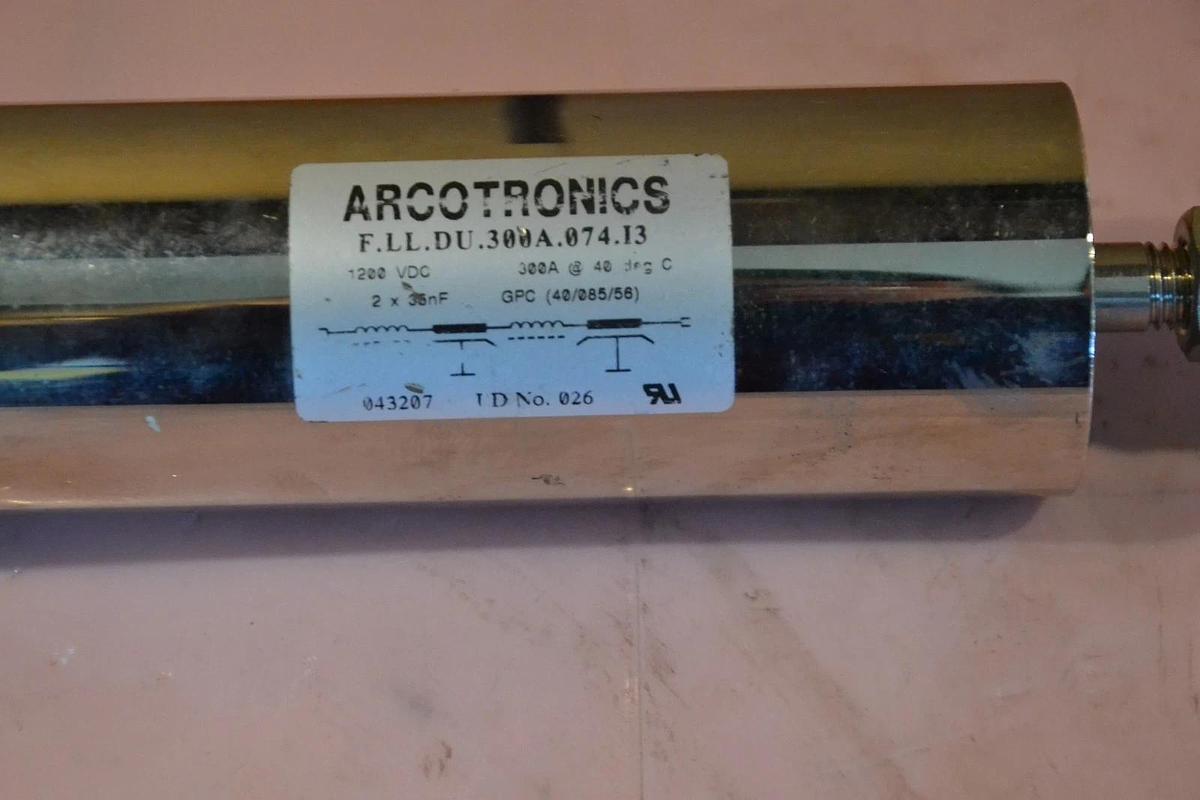 ARCOTRONICS
F.LL.DU.300A.074.I3
1200 VDC 300A @ 40 deg C
2 x 35nF GPC (40/085/56)
043207 I D No. 026